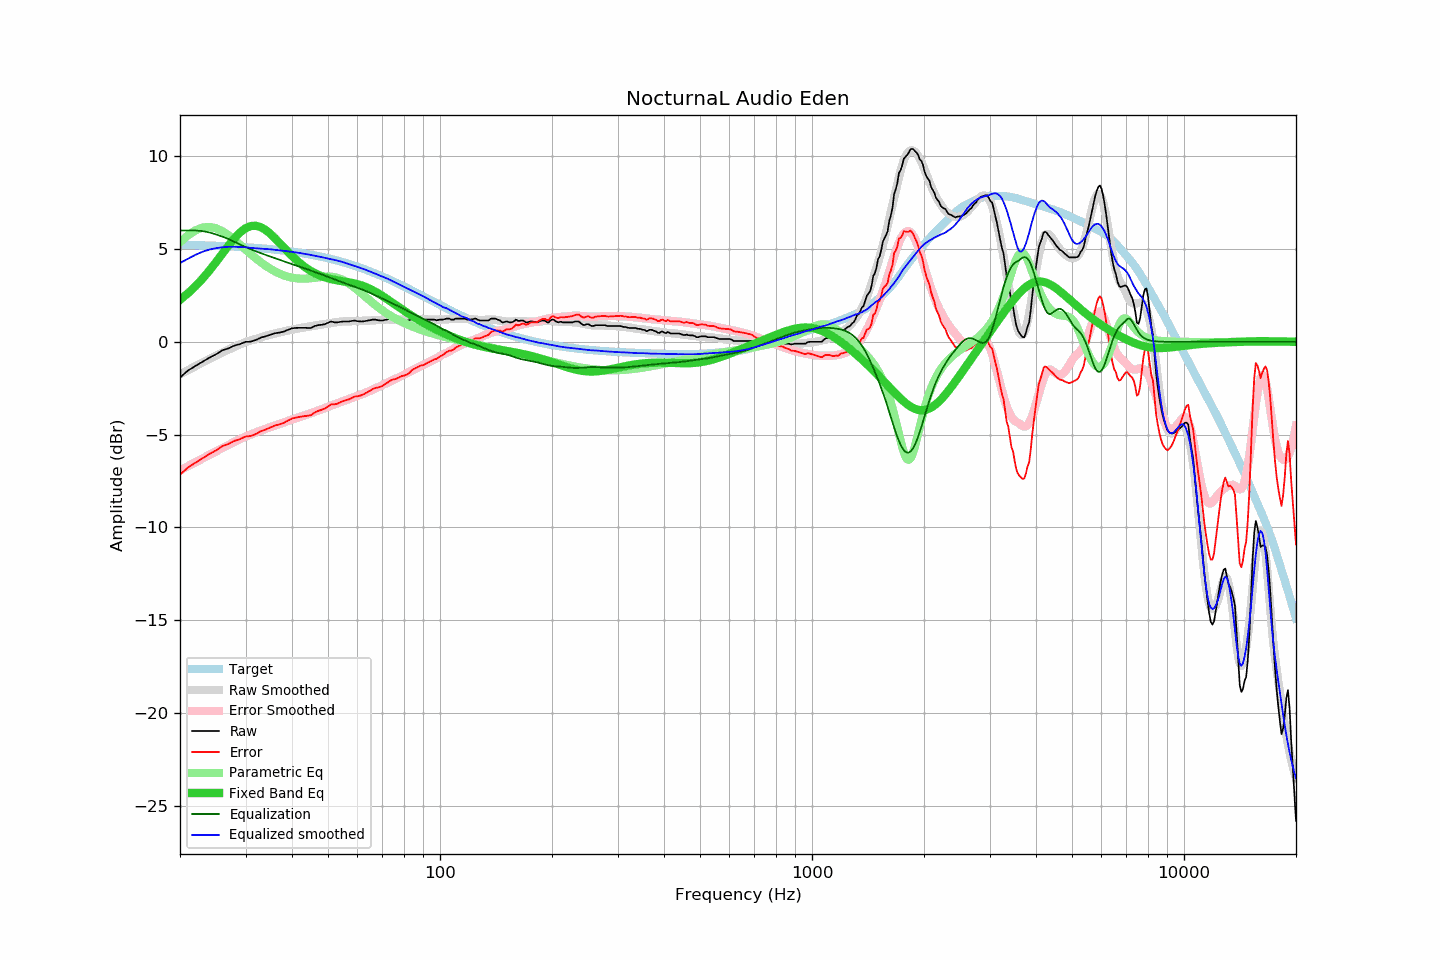 NocturnaL Audio Eden
10
5
0
−5
−10
−15
−20
−25
Amplitude (dBr)
Target
Raw Smoothed
Error Smoothed
Raw
Error
Parametric Eq
Fixed Band Eq
Equalization
Equalized smoothed
100
1000
10000
Frequency (Hz)